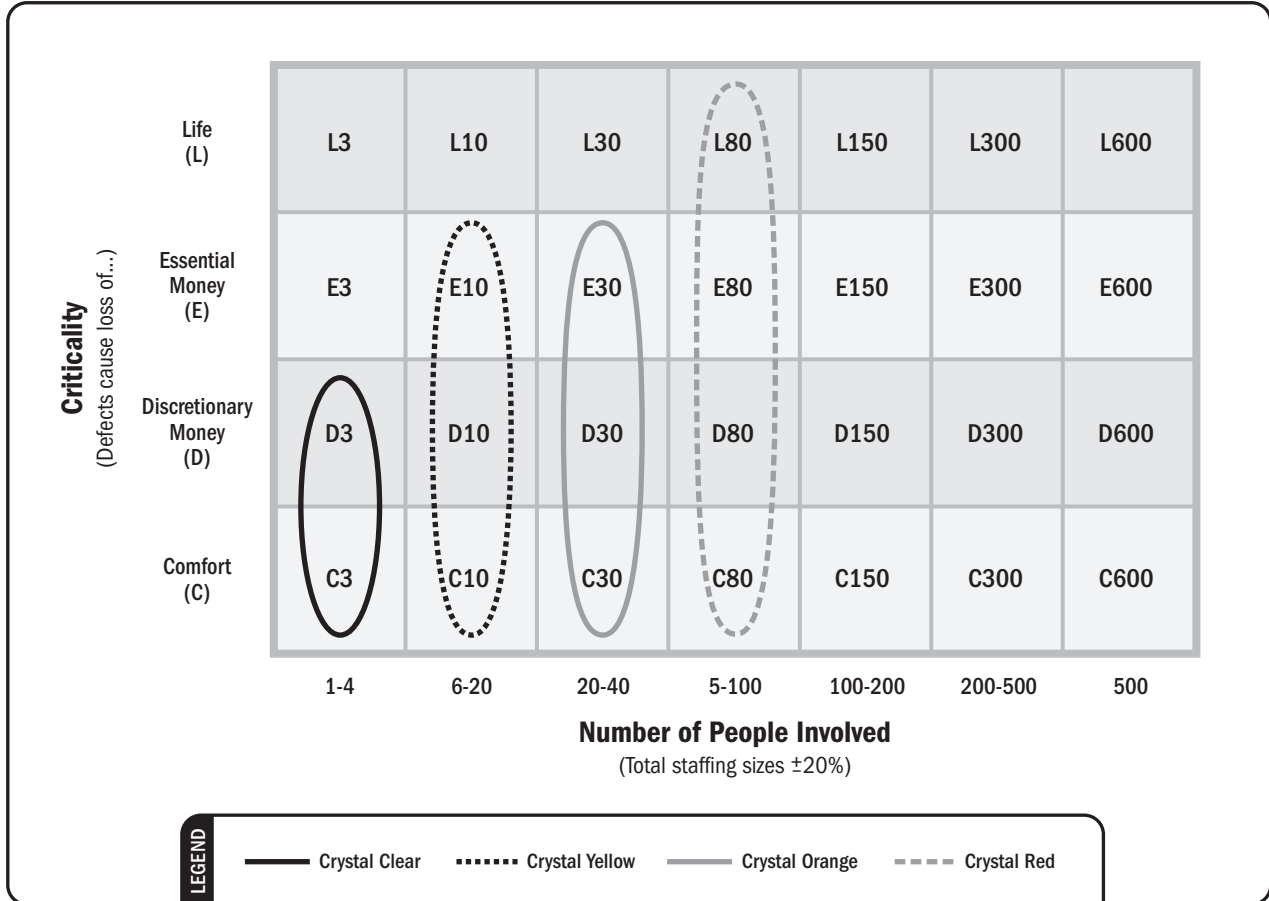 Life
(L)
L3 L10 L30 L80 L150 L300 L600
Essential
Money
(E)
E3 E10 E30 E80 E150 E300 E600
Discretionary
Money
(D)
D3 D10 D30 D80 D150 D300 D600
Comfort
(C)
C3 C10 C30 C80 C150 C300 C600
Criticality
(Defects cause loss of...)
1-4 6-20 20-40 5-100 100-200 200-500 500
Number of People Involved
(Total staffing sizes ±20%)
LEGEND
Crystal Clear Crystal Yellow Crystal Orange Crystal Red